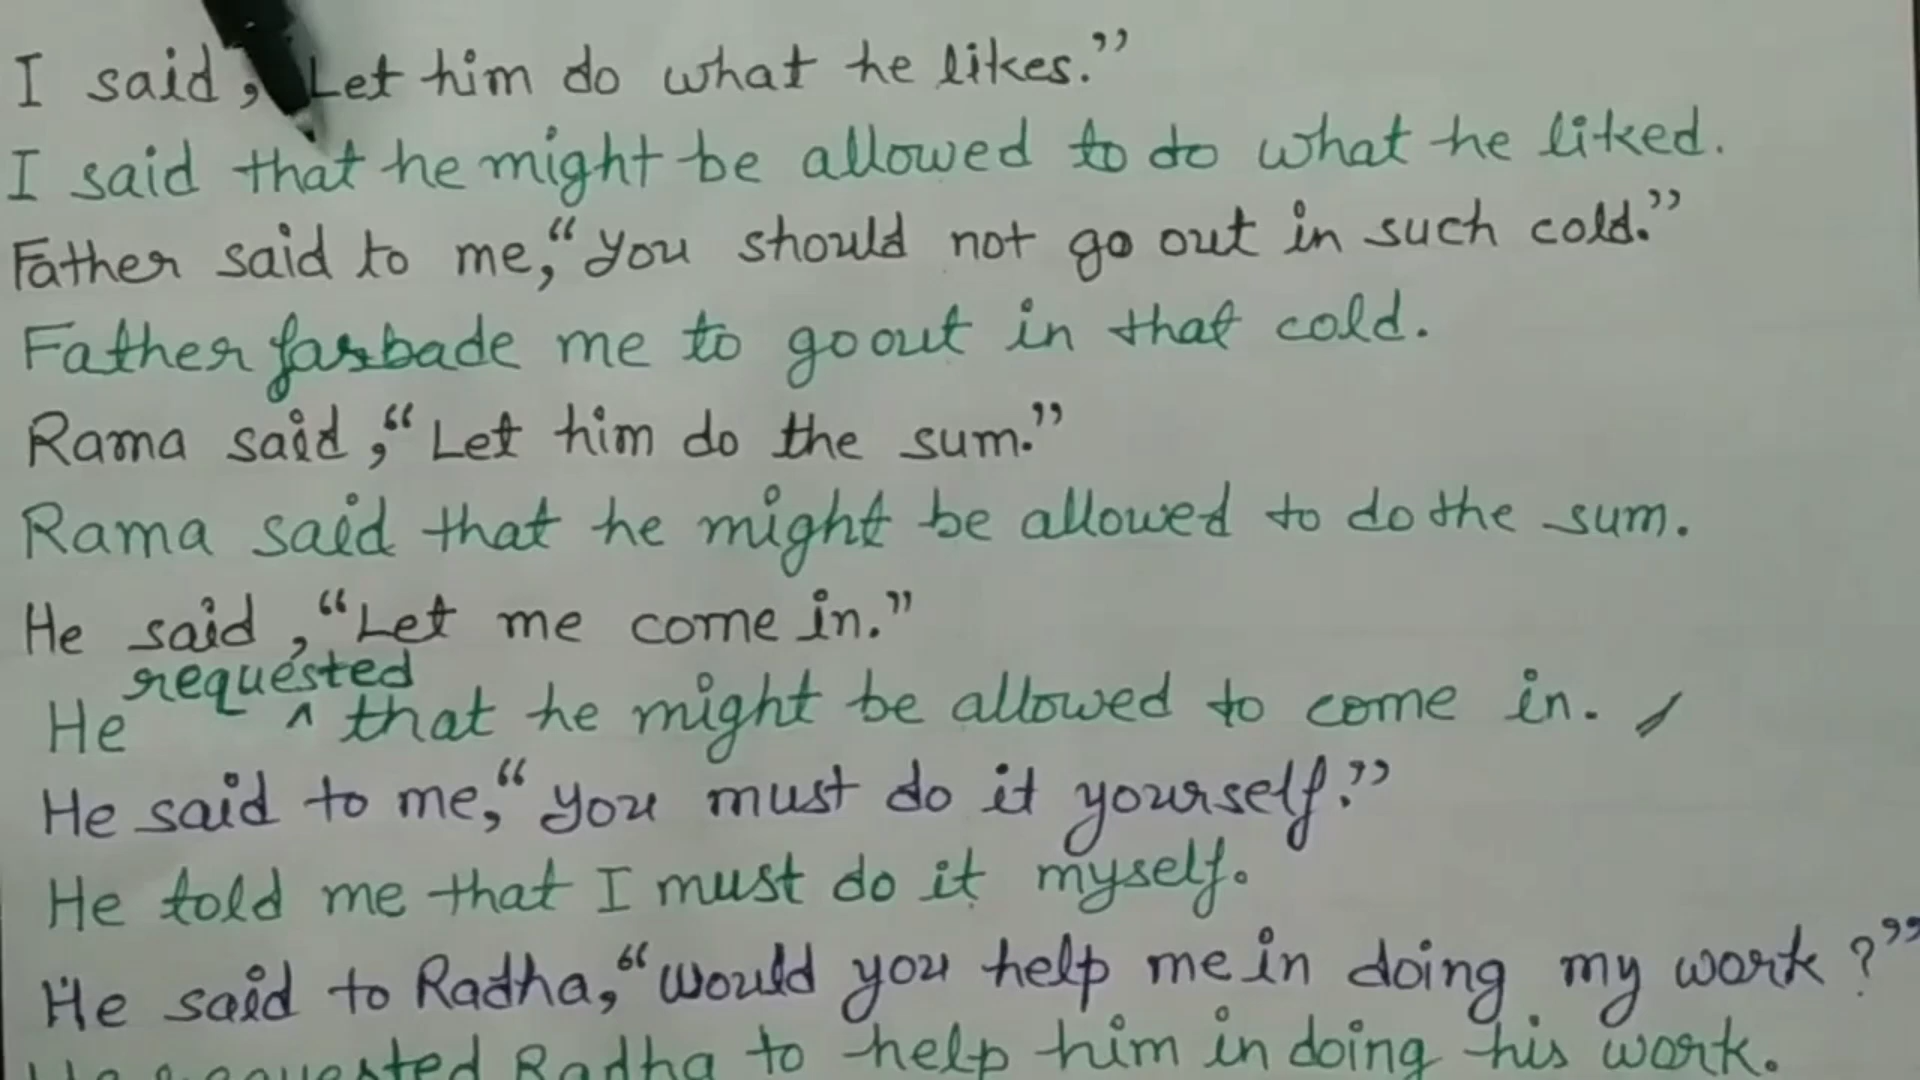 I said, Let him do what he likes."
I said that he might be allowed to do what he liked.
Father said to me, "you should not go out in such cold."
Father farbade me to go out in that cold.
Rama said, "Let him do the sum."
Rama said that he might be allowed to do the sum.
He said, "Let me come in."
requested
He ^ that he might be allowed to come in.
He said to me, "you must do it yourself."
He told me that I must do it myself.
He said to Radha, "would you help me in doing my work?"
He requested Radha to help him in doing his work.